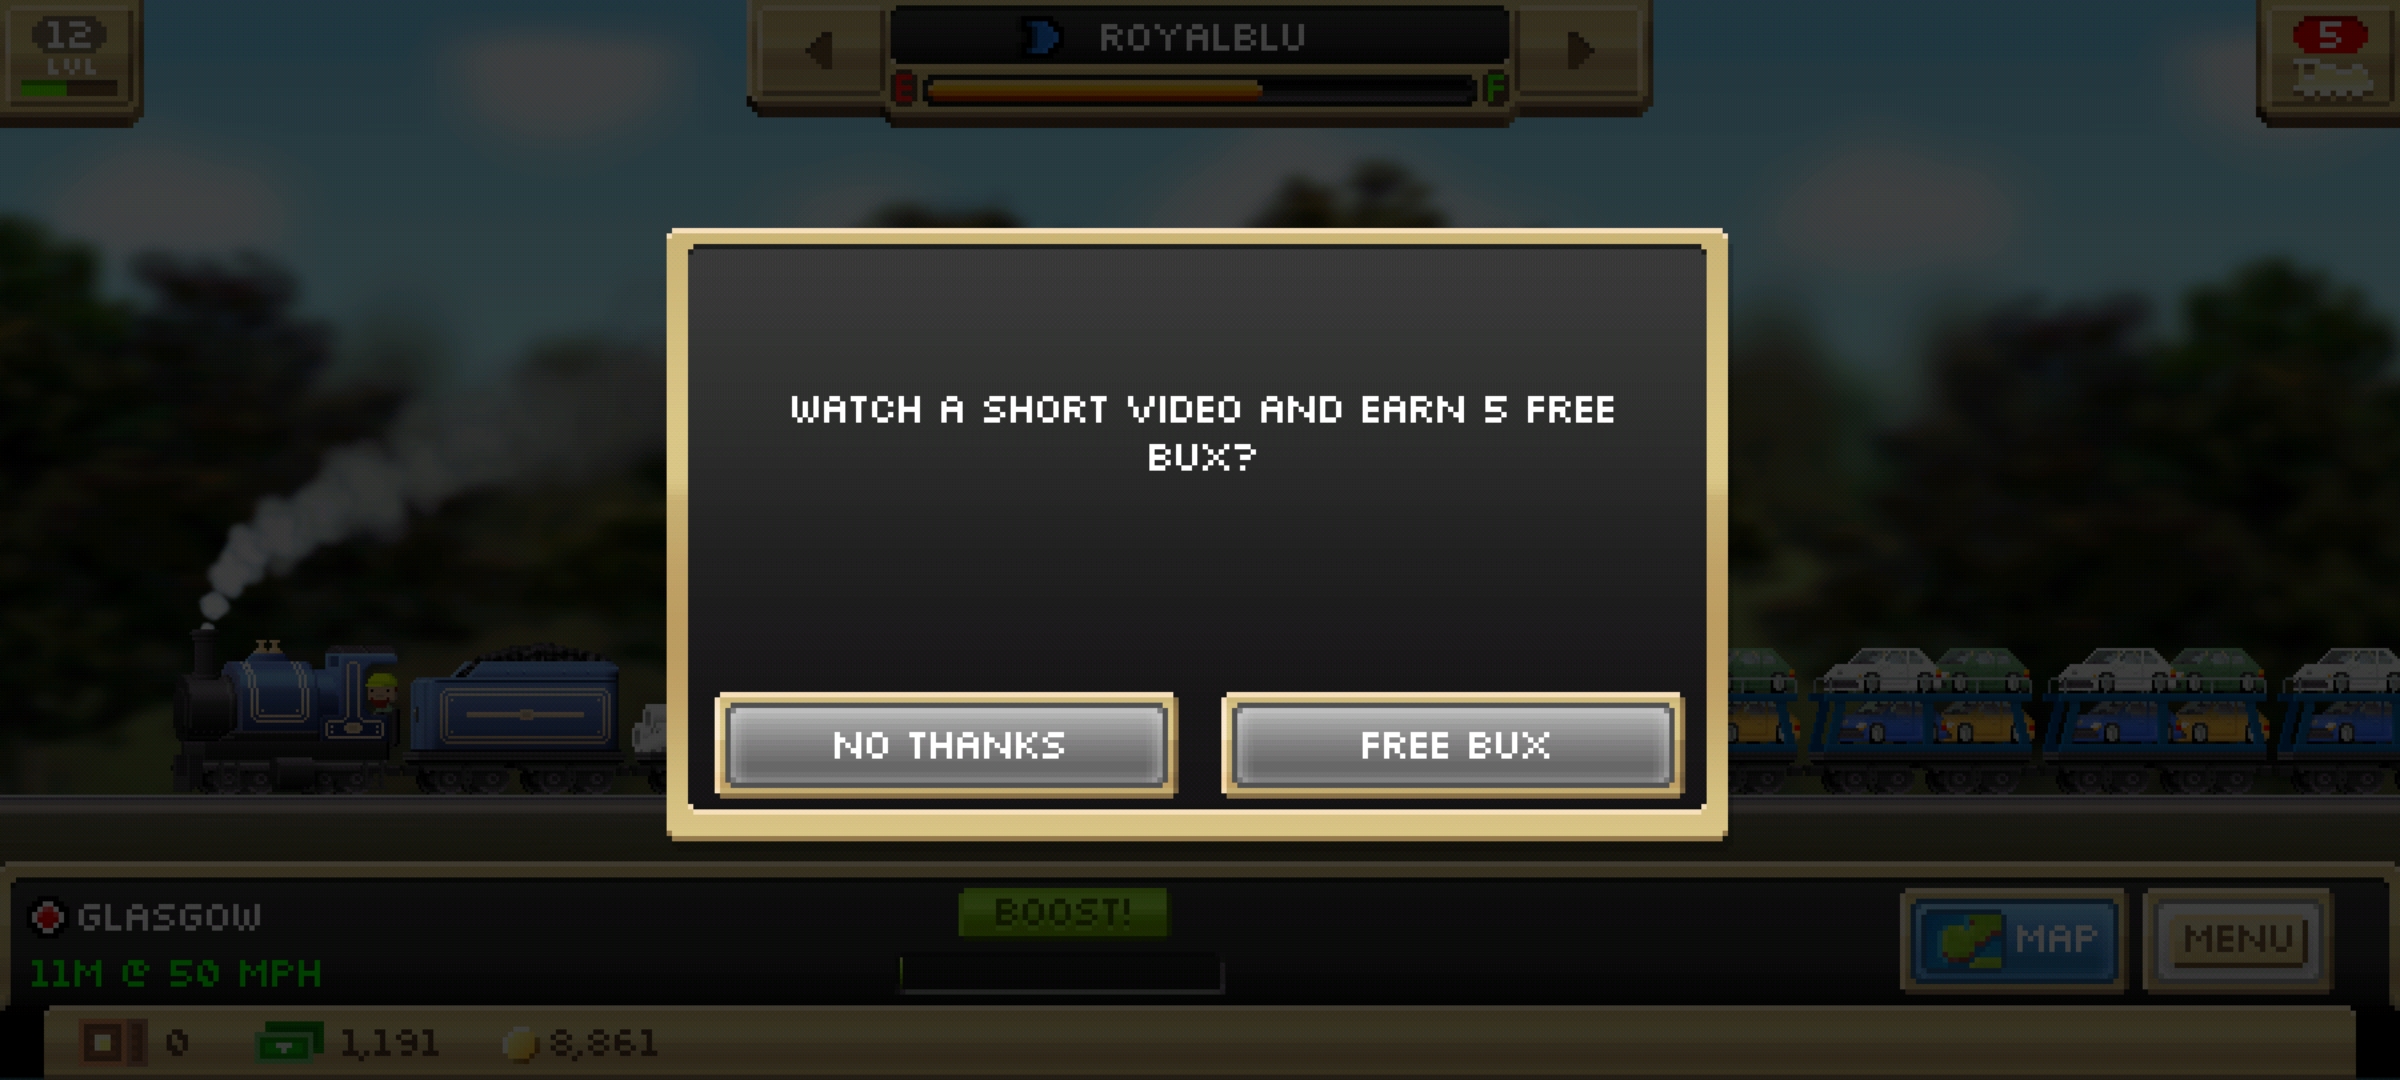 12
LVL
ROYALBLU
E
F
5
WATCH A SHORT VIDEO AND EARN 5 FREE
BUX?
NO THANKS
FREE BUX
GLASGOW
11M @ 50 MPH
BOOST!
MAP
MENU
0
1,191
8,861